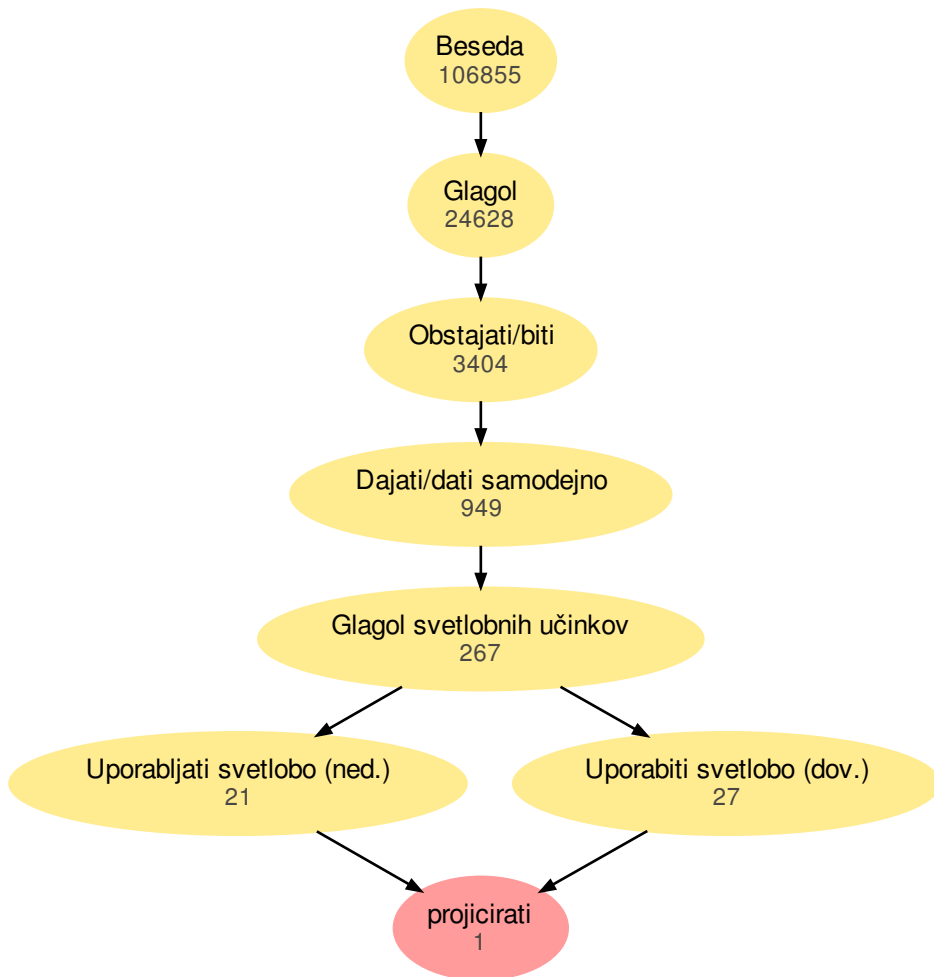 Beseda
106855
Glagol
24628
Obstajati/biti
3404
Dajati/dati samodejno
949
Glagol svetlobnih učinkov
267
Uporabljati svetlobo (ned.)
21
Uporabiti svetlobo (dov.)
27
projicirati
1